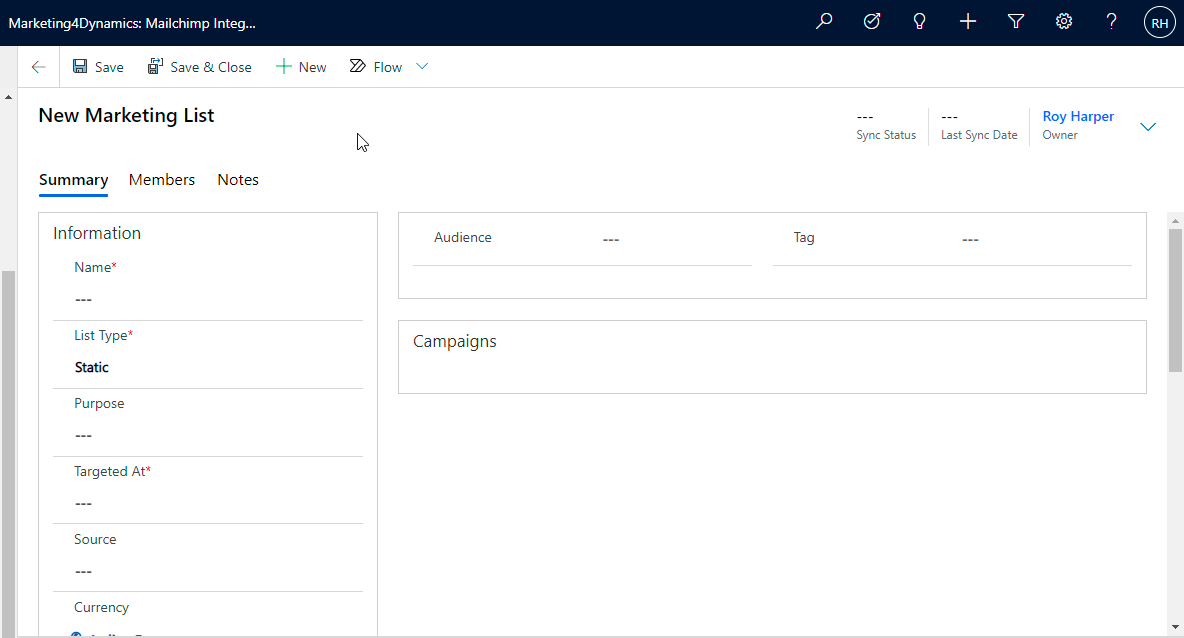 Marketing4Dynamics: Mailchimp Integ...
RH
Save
Save & Close
New
Flow
New Marketing List
---
Sync Status
---
Last Sync Date
Roy Harper
Owner
Summary
Members
Notes
Information
Name*
---
List Type*
Static
Purpose
---
Targeted At*
---
Source
---
Currency
Audience
---
Tag
---
Campaigns